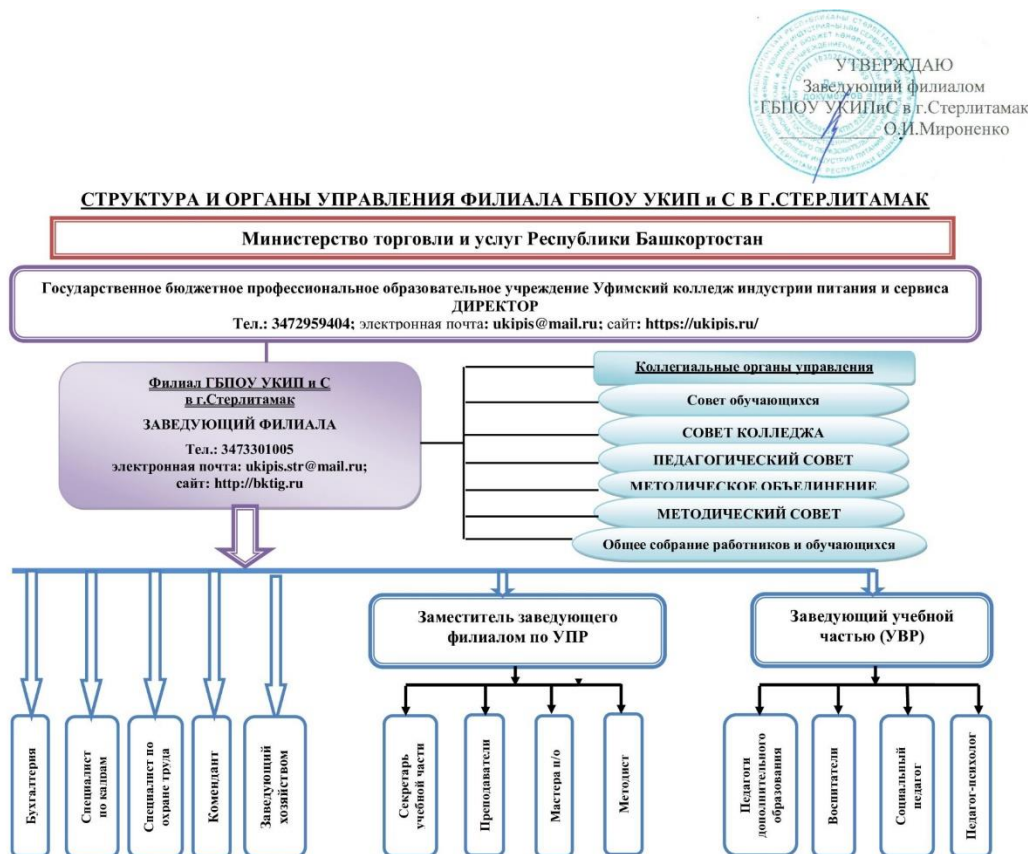 УТВЕРЖДАЮ
Заведующий филиалом
ГБПОУ УКИПиС в г.Стерлитамак
О.И.Мироненко
СТРУКТУРА И ОРГАНЫ УПРАВЛЕНИЯ ФИЛИАЛА ГБПОУ УКИП и С В Г.СТЕРЛИТАМАК
Министерство торговли и услуг Республики Башкортостан
Государственное бюджетное профессиональное образовательное учреждение Уфимский колледж индустрии питания и сервиса
ДИРЕКТОР
Тел.: 3472959404; электронная почта: ukipis@mail.ru; сайт: https://ukipis.ru/
Филиал ГБПОУ УКИП и С
в г.Стерлитамак
ЗАВЕДУЮЩИЙ ФИЛИАЛА
Тел.: 3473301005
электронная почта: ukipis.str@mail.ru;
сайт: http://bktig.ru
Коллегиальные органы управления
Совет обучающихся
СОВЕТ КОЛЛЕДЖА
ПЕДАГОГИЧЕСКИЙ СОВЕТ
МЕТОДИЧЕСКОЕ ОБЪЕДИНЕНИЕ
МЕТОДИЧЕСКИЙ СОВЕТ
Общее собрание работников и обучающихся
Заместитель заведующего
филиалом по УПР
Заведующий учебной
частью (УВР)
Бухгалтерия
Специалист
по кадрам
Специалист по
охране труда
Комендант
Заведующий
хозяйством
Секретарь
учебной части
Преподаватели
Мастера п/о
Методист
Педагоги
дополнительного
образования
Воспитатели
Социальный
педагог
Педагог-психолог